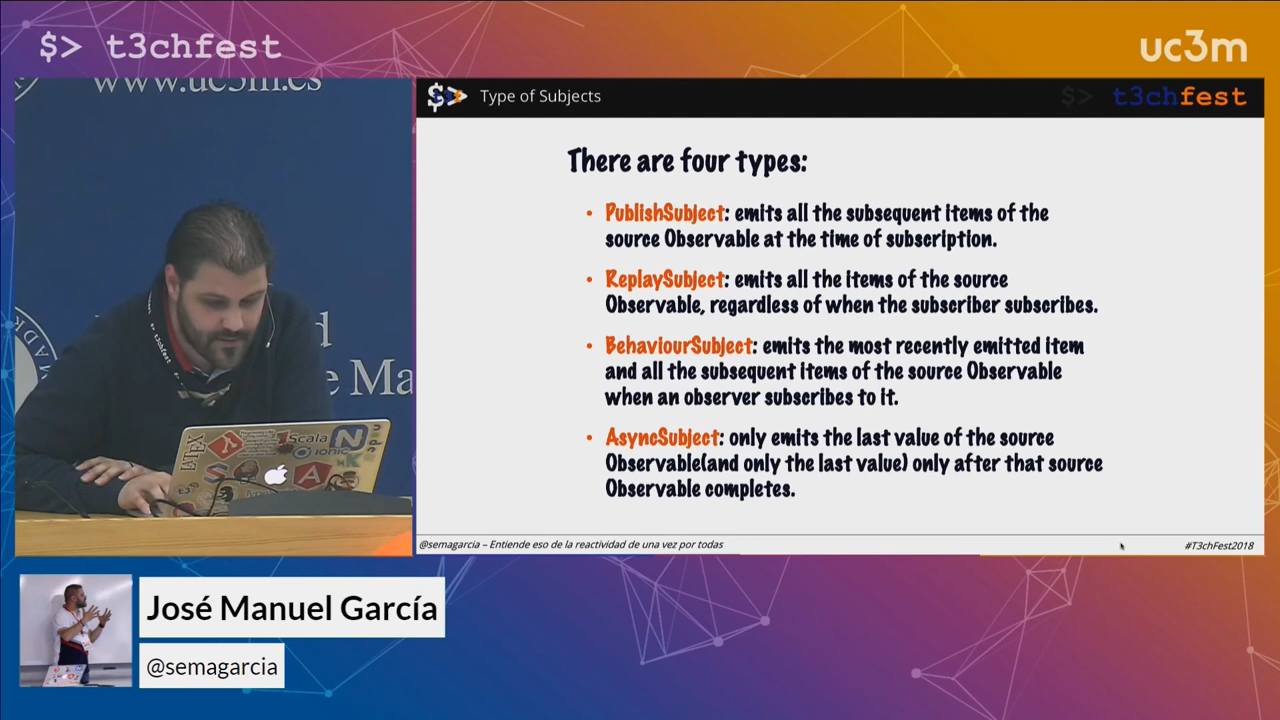 $> t3chfest
uc3m
www.uc3m.es
$> Type of Subjects
$> t3chfest
There are four types:
• PublishSubject: emits all the subsequent items of the
source Observable at the time of subscription.
• ReplaySubject: emits all the items of the source
Observable, regardless of when the subscriber subscribes.
• BehaviourSubject: emits the most recently emitted item
and all the subsequent items of the source Observable
when an observer subscribes to it.
• AsyncSubject: only emits the last value of the source
Observable(and only the last value) only after that source
Observable completes.
@semagarcia – Entiende eso de la reactividad de una vez por todas
#T3chFest2018
t3chfest
e Ma
LATEX
Scala
IONIC
José Manuel García
@semagarcia